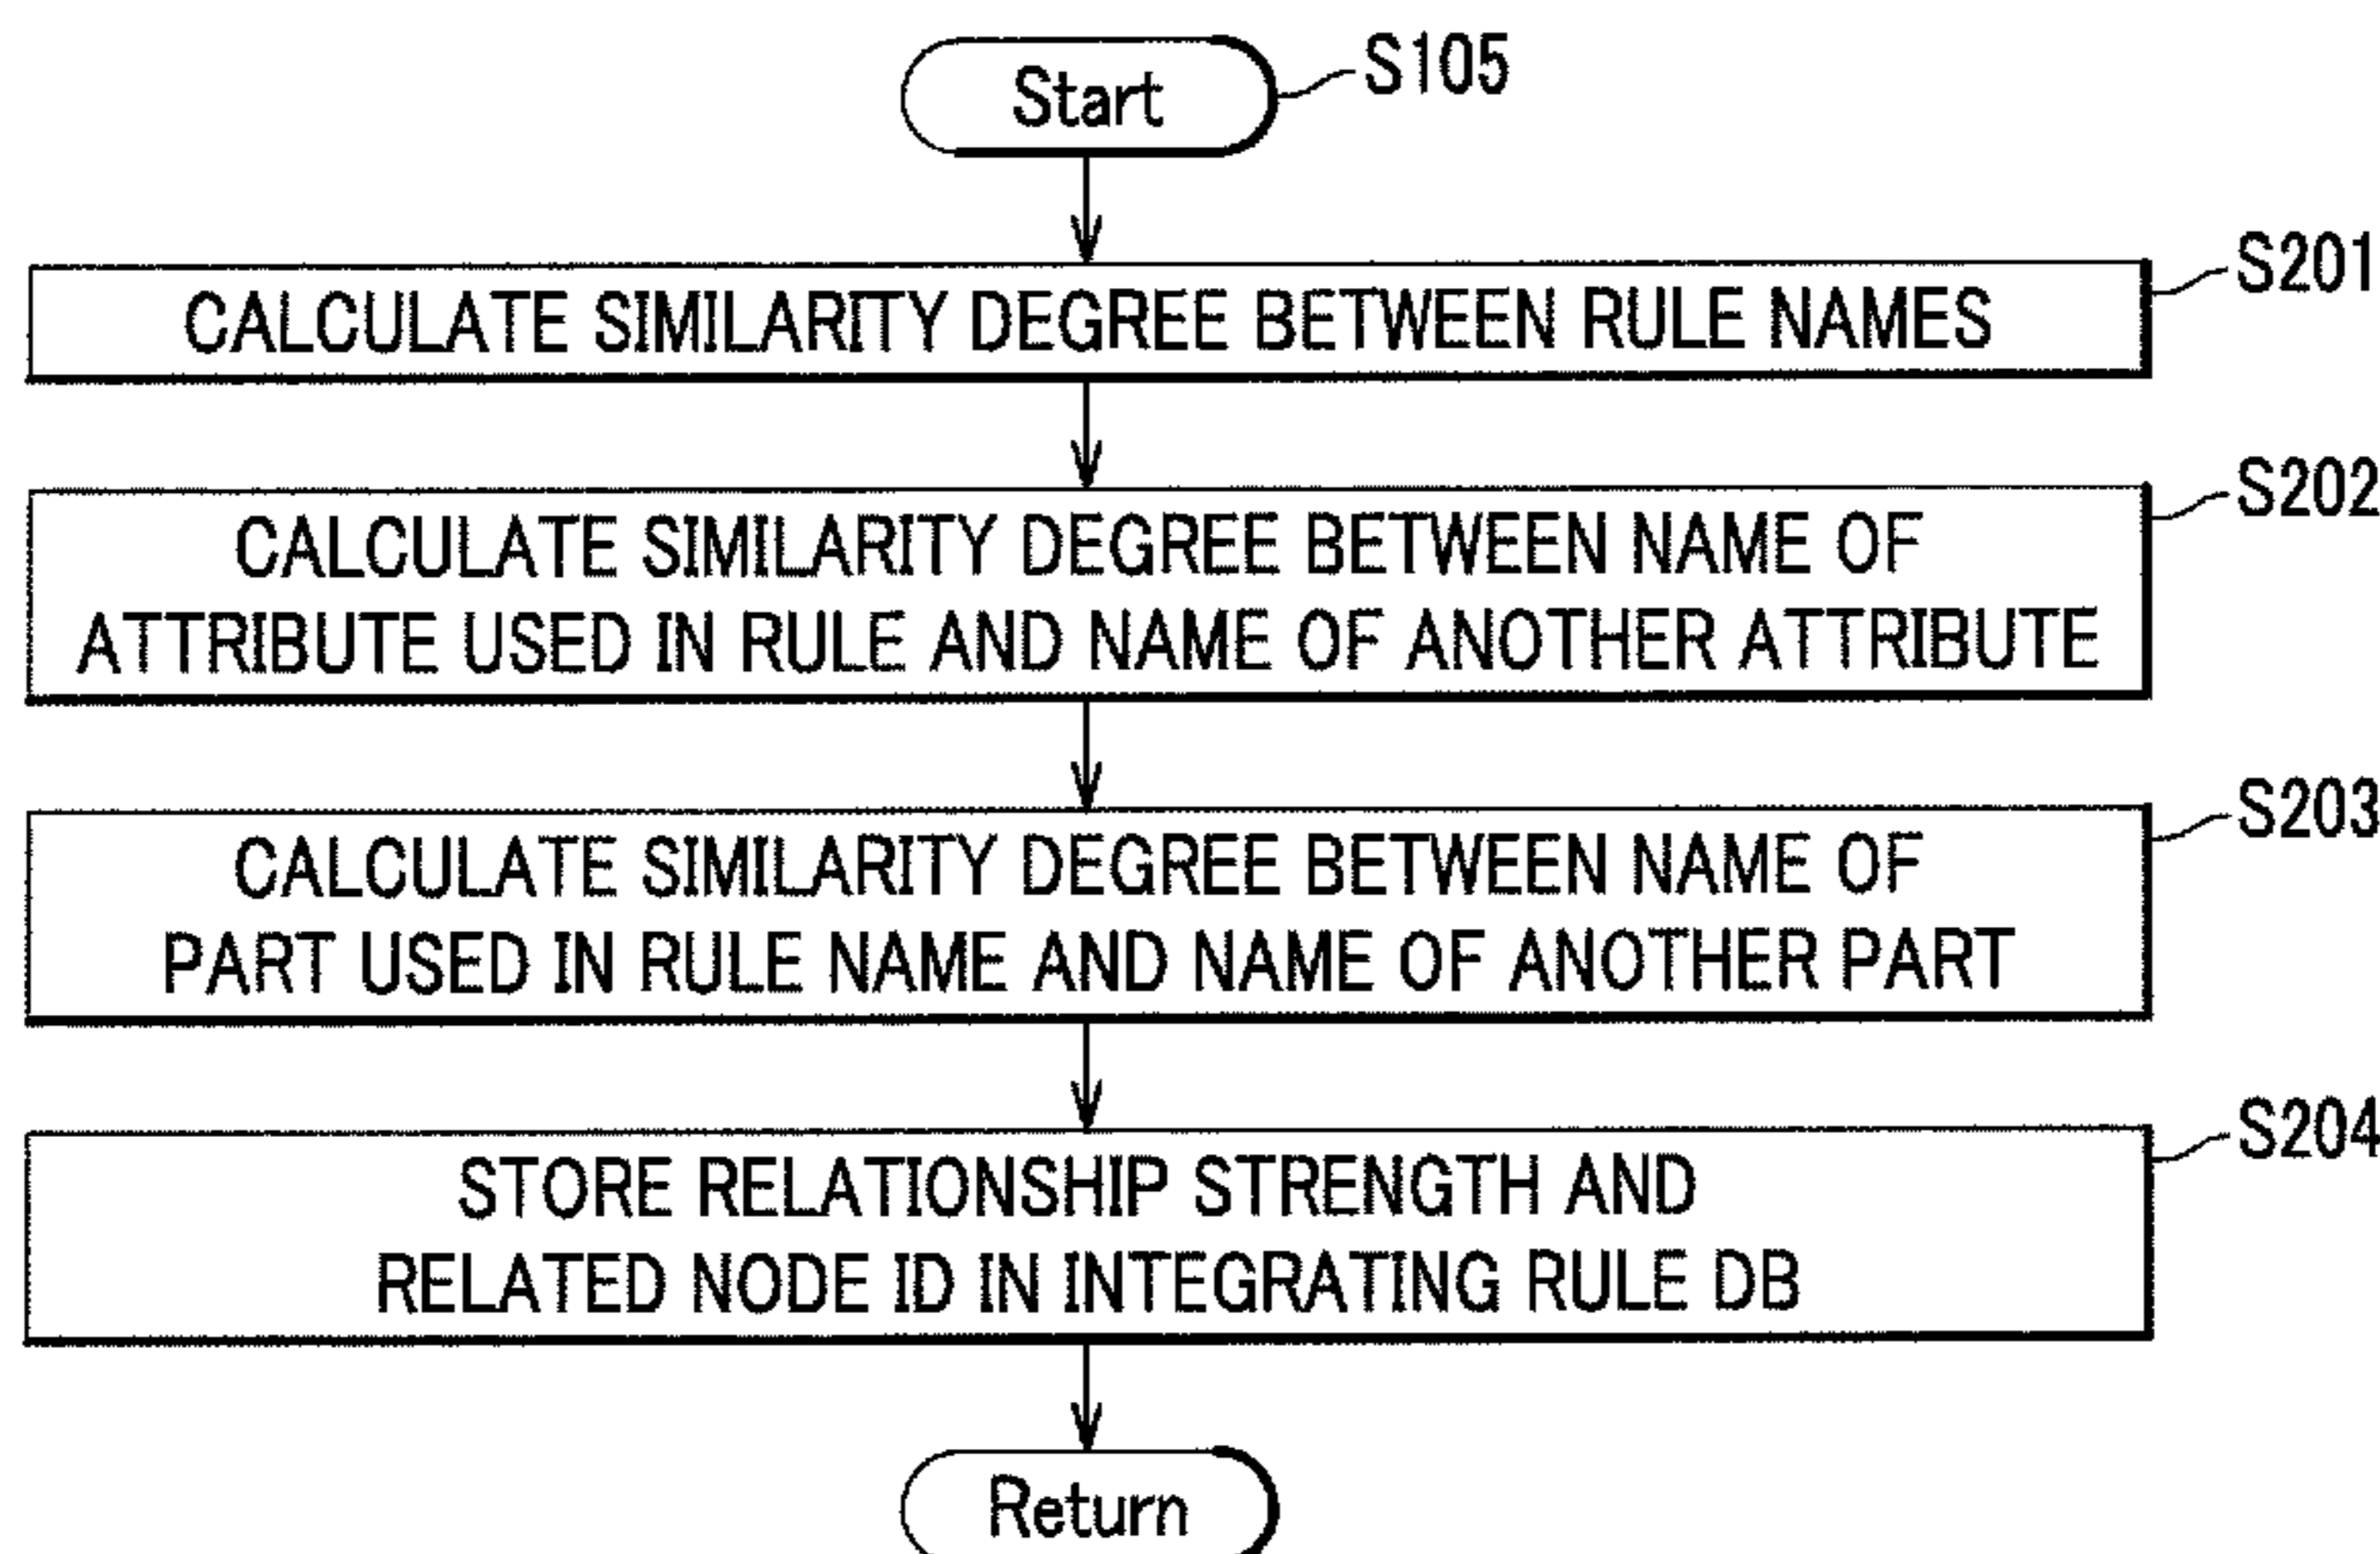 Start
S105
CALCULATE SIMILARITY DEGREE BETWEEN RULE NAMES
S201
CALCULATE SIMILARITY DEGREE BETWEEN NAME OF
ATTRIBUTE USED IN RULE AND NAME OF ANOTHER ATTRIBUTE
S202
CALCULATE SIMILARITY DEGREE BETWEEN NAME OF
PART USED IN RULE NAME AND NAME OF ANOTHER PART
S203
STORE RELATIONSHIP STRENGTH AND
RELATED NODE ID IN INTEGRATING RULE DB
S204
Return